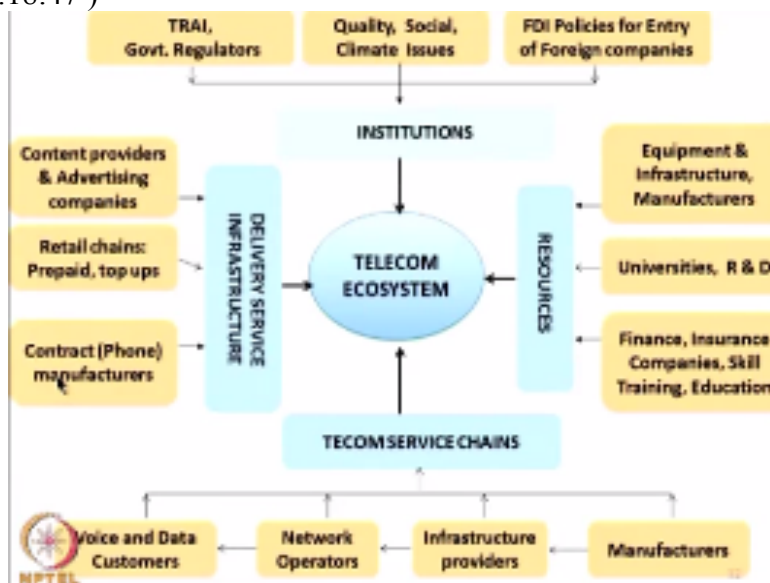 TRAI,
Govt. Regulators
Quality, Social,
Climate Issues
FDI Policies for Entry
of Foreign companies
INSTITUTIONS
Content providers
& Advertising
companies
Retail chains:
Prepaid, top ups
Contract (Phone)
manufacturers
DELIVERY SERVICE
INFRASTRUCTURE
TELECOM
ECOSYSTEM
RESOURCES
Equipment &
Infrastructure,
Manufacturers
Universities, R & D
Finance, Insurance
Companies, Skill
Training, Education
TECOM SERVICE CHAINS
Voice and Data
Customers
Network
Operators
Infrastructure
providers
Manufacturers
NPTEL